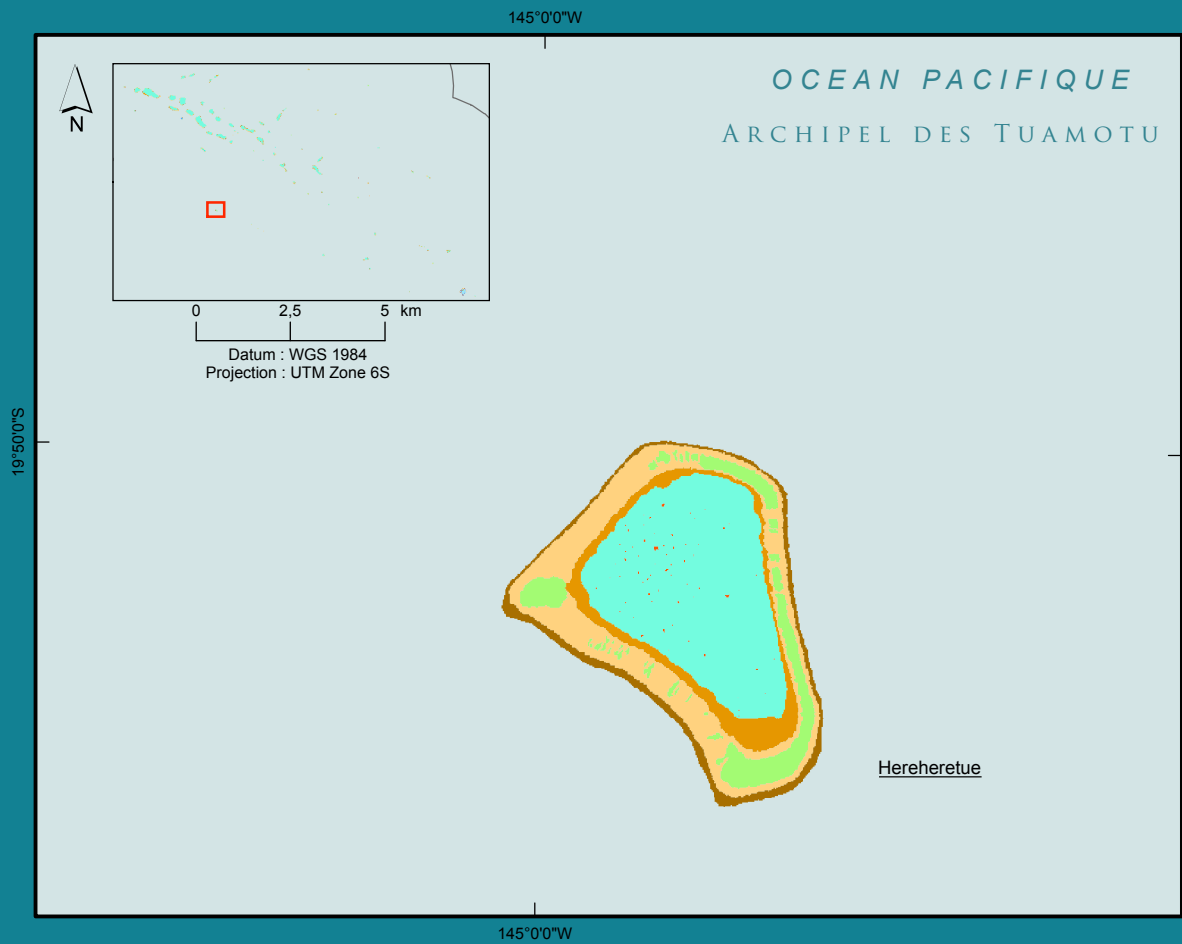 145°0'0"W
OCEAN PACIFIQUE
ARCHIPEL DES TUAMOTU
N
0 2,5 5 km
Datum : WGS 1984
Projection : UTM Zone 6S
19°50'0"S
Hereheretue
145°0'0"W